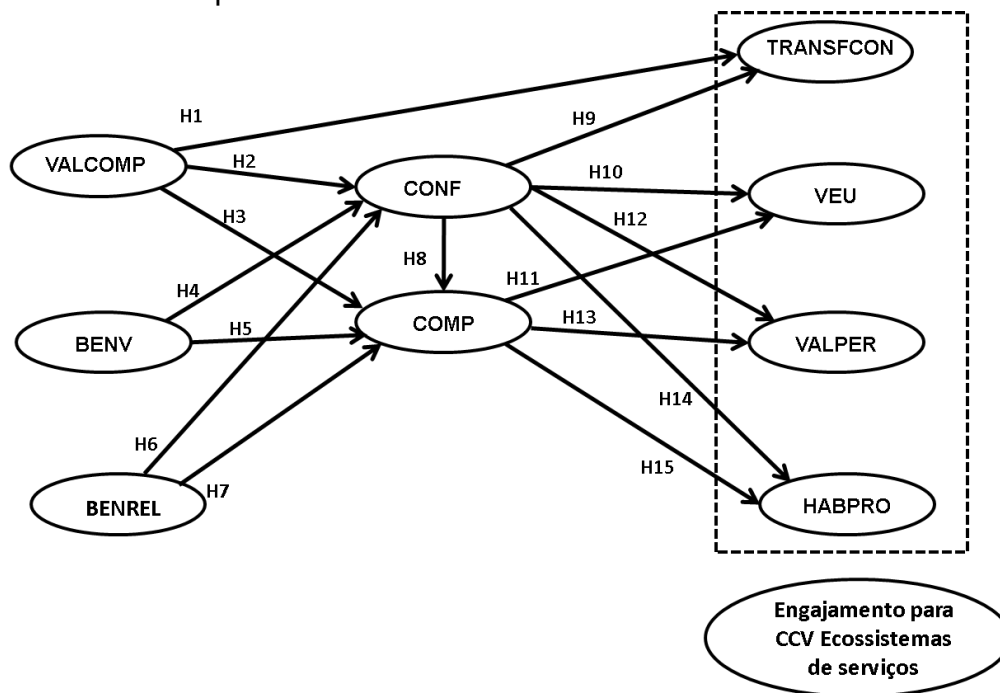 TRANSFCON
H1
H9
VALCOMP
H2
CONF
H10
VEU
H3
H12
H8
H4
H11
BENV
H5
COMP
H13
VALPER
H14
H6
H15
BENREL
H7
HABPRO
Engajamento para
CCV Ecossistemas
de serviços